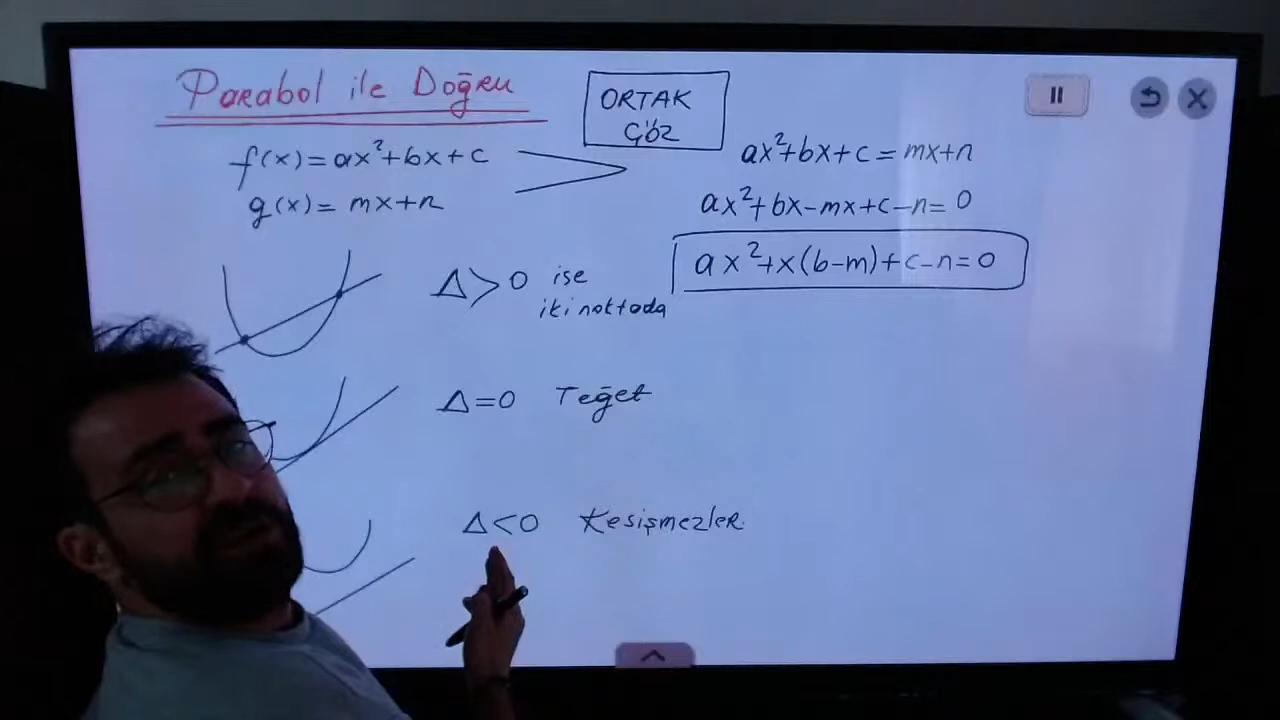 Parabol ile Doğru
ORTAK
ÇÖZ
f(x)=ax²+bx+c
g(x)= mx+n
ax²+bx+c=mx+n
ax²+bx-mx+c-n=0
ax²+x(b-m)+c-n=0
Δ>0 ise
iki noktada
Δ=0 Teğet
Δ<0 Kesişmezler.